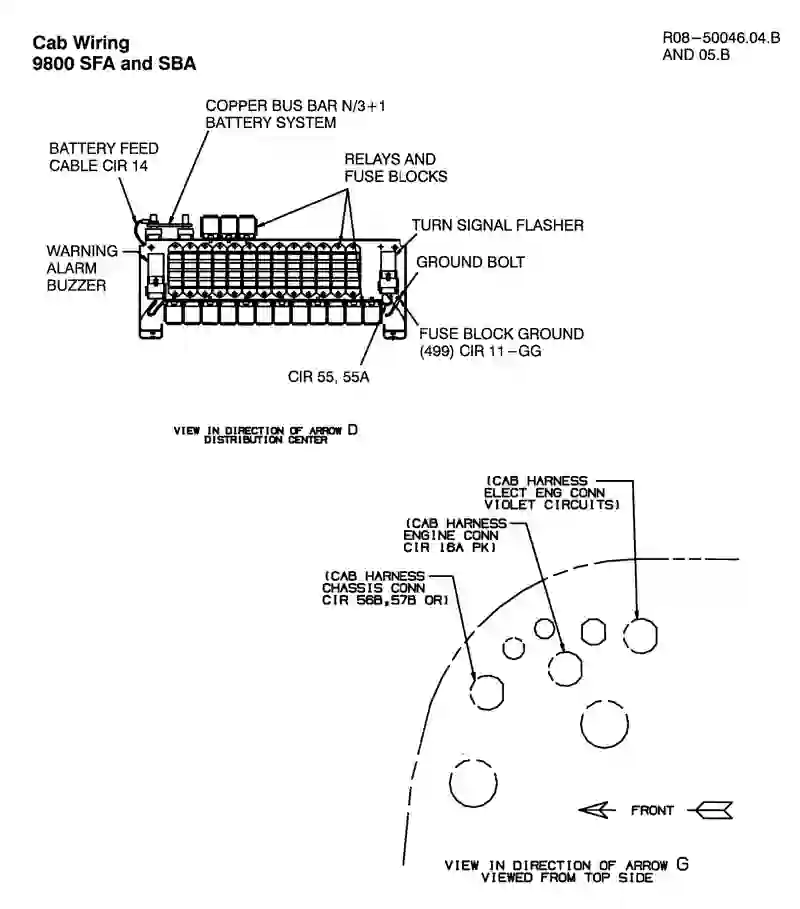 Cab Wiring
9800 SFA and SBA
R08-50046.04.B
AND 05.B
COPPER BUS BAR N/3+1
BATTERY SYSTEM
BATTERY FEED
CABLE CIR 14
RELAYS AND
FUSE BLOCKS
TURN SIGNAL FLASHER
WARNING
ALARM
BUZZER
GROUND BOLT
FUSE BLOCK GROUND
(499) CIR 11-GG
CIR 55, 55A
VIEW IN DIRECTION OF ARROW D
DISTRIBUTION CENTER
(CAB HARNESS
ELECT ENG CONN
VIOLET CIRCUITS)
(CAB HARNESS
ENGINE CONN
CIR 16A PK)
(CAB HARNESS
CHASSIS CONN
CIR 56B,57B OR)
FRONT
VIEW IN DIRECTION OF ARROW G
VIEWED FROM TOP SIDE